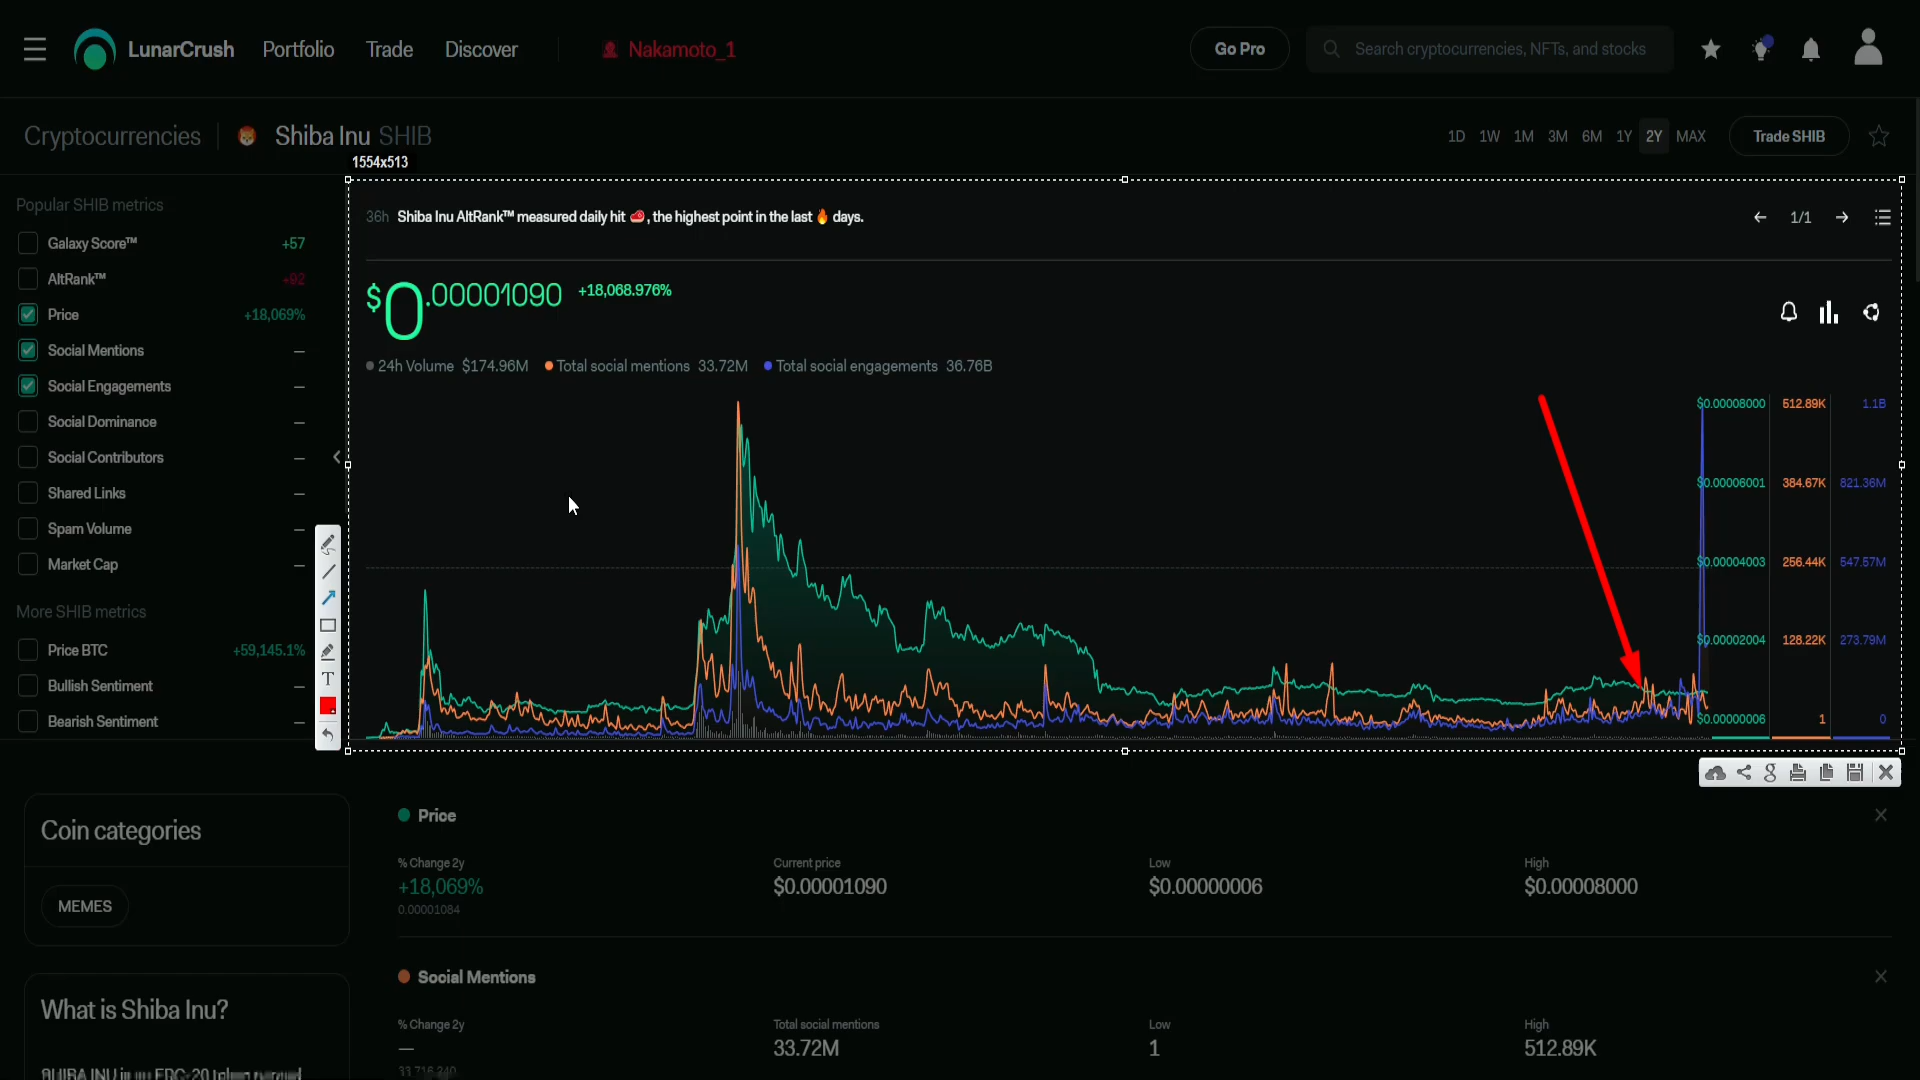 LunarCrush Portfolio Trade Discover Nakamoto_1 Go Pro Search cryptocurrencies, NFTs, and stocks
Cryptocurrencies Shiba Inu SHIB 1D 1W 1M 3M 6M 1Y 2Y MAX Trade SHIB
1554x513
Popular SHIB metrics
Galaxy Score™ +57
AltRank™ +92
Price +18,069%
Social Mentions —
Social Engagements —
Social Dominance —
Social Contributors —
Shared Links —
Spam Volume —
Market Cap —
More SHIB metrics
Price BTC +59,145.1%
Bullish Sentiment —
Bearish Sentiment —
36h Shiba Inu AltRank™ measured daily hit 🥩, the highest point in the last 🔥 days. 1/1
$0.00001090 +18,068.976%
24h Volume $174.96M Total social mentions 33.72M Total social engagements 36.76B
$0.00008000 512.89K 1.1B
$0.00006001 384.67K 821.36M
$0.00004003 256.44K 547.57M
$0.00002004 128.22K 273.79M
$0.00000006 1 0
T
g
Coin categories
MEMES
What is Shiba Inu?
Price
% Change 2y Current price Low High
+18,069% $0.00001090 $0.00000006 $0.00008000
0.00001084
Social Mentions
% Change 2y Total social mentions Low High
— 33.72M 1 512.89K
33,716,240